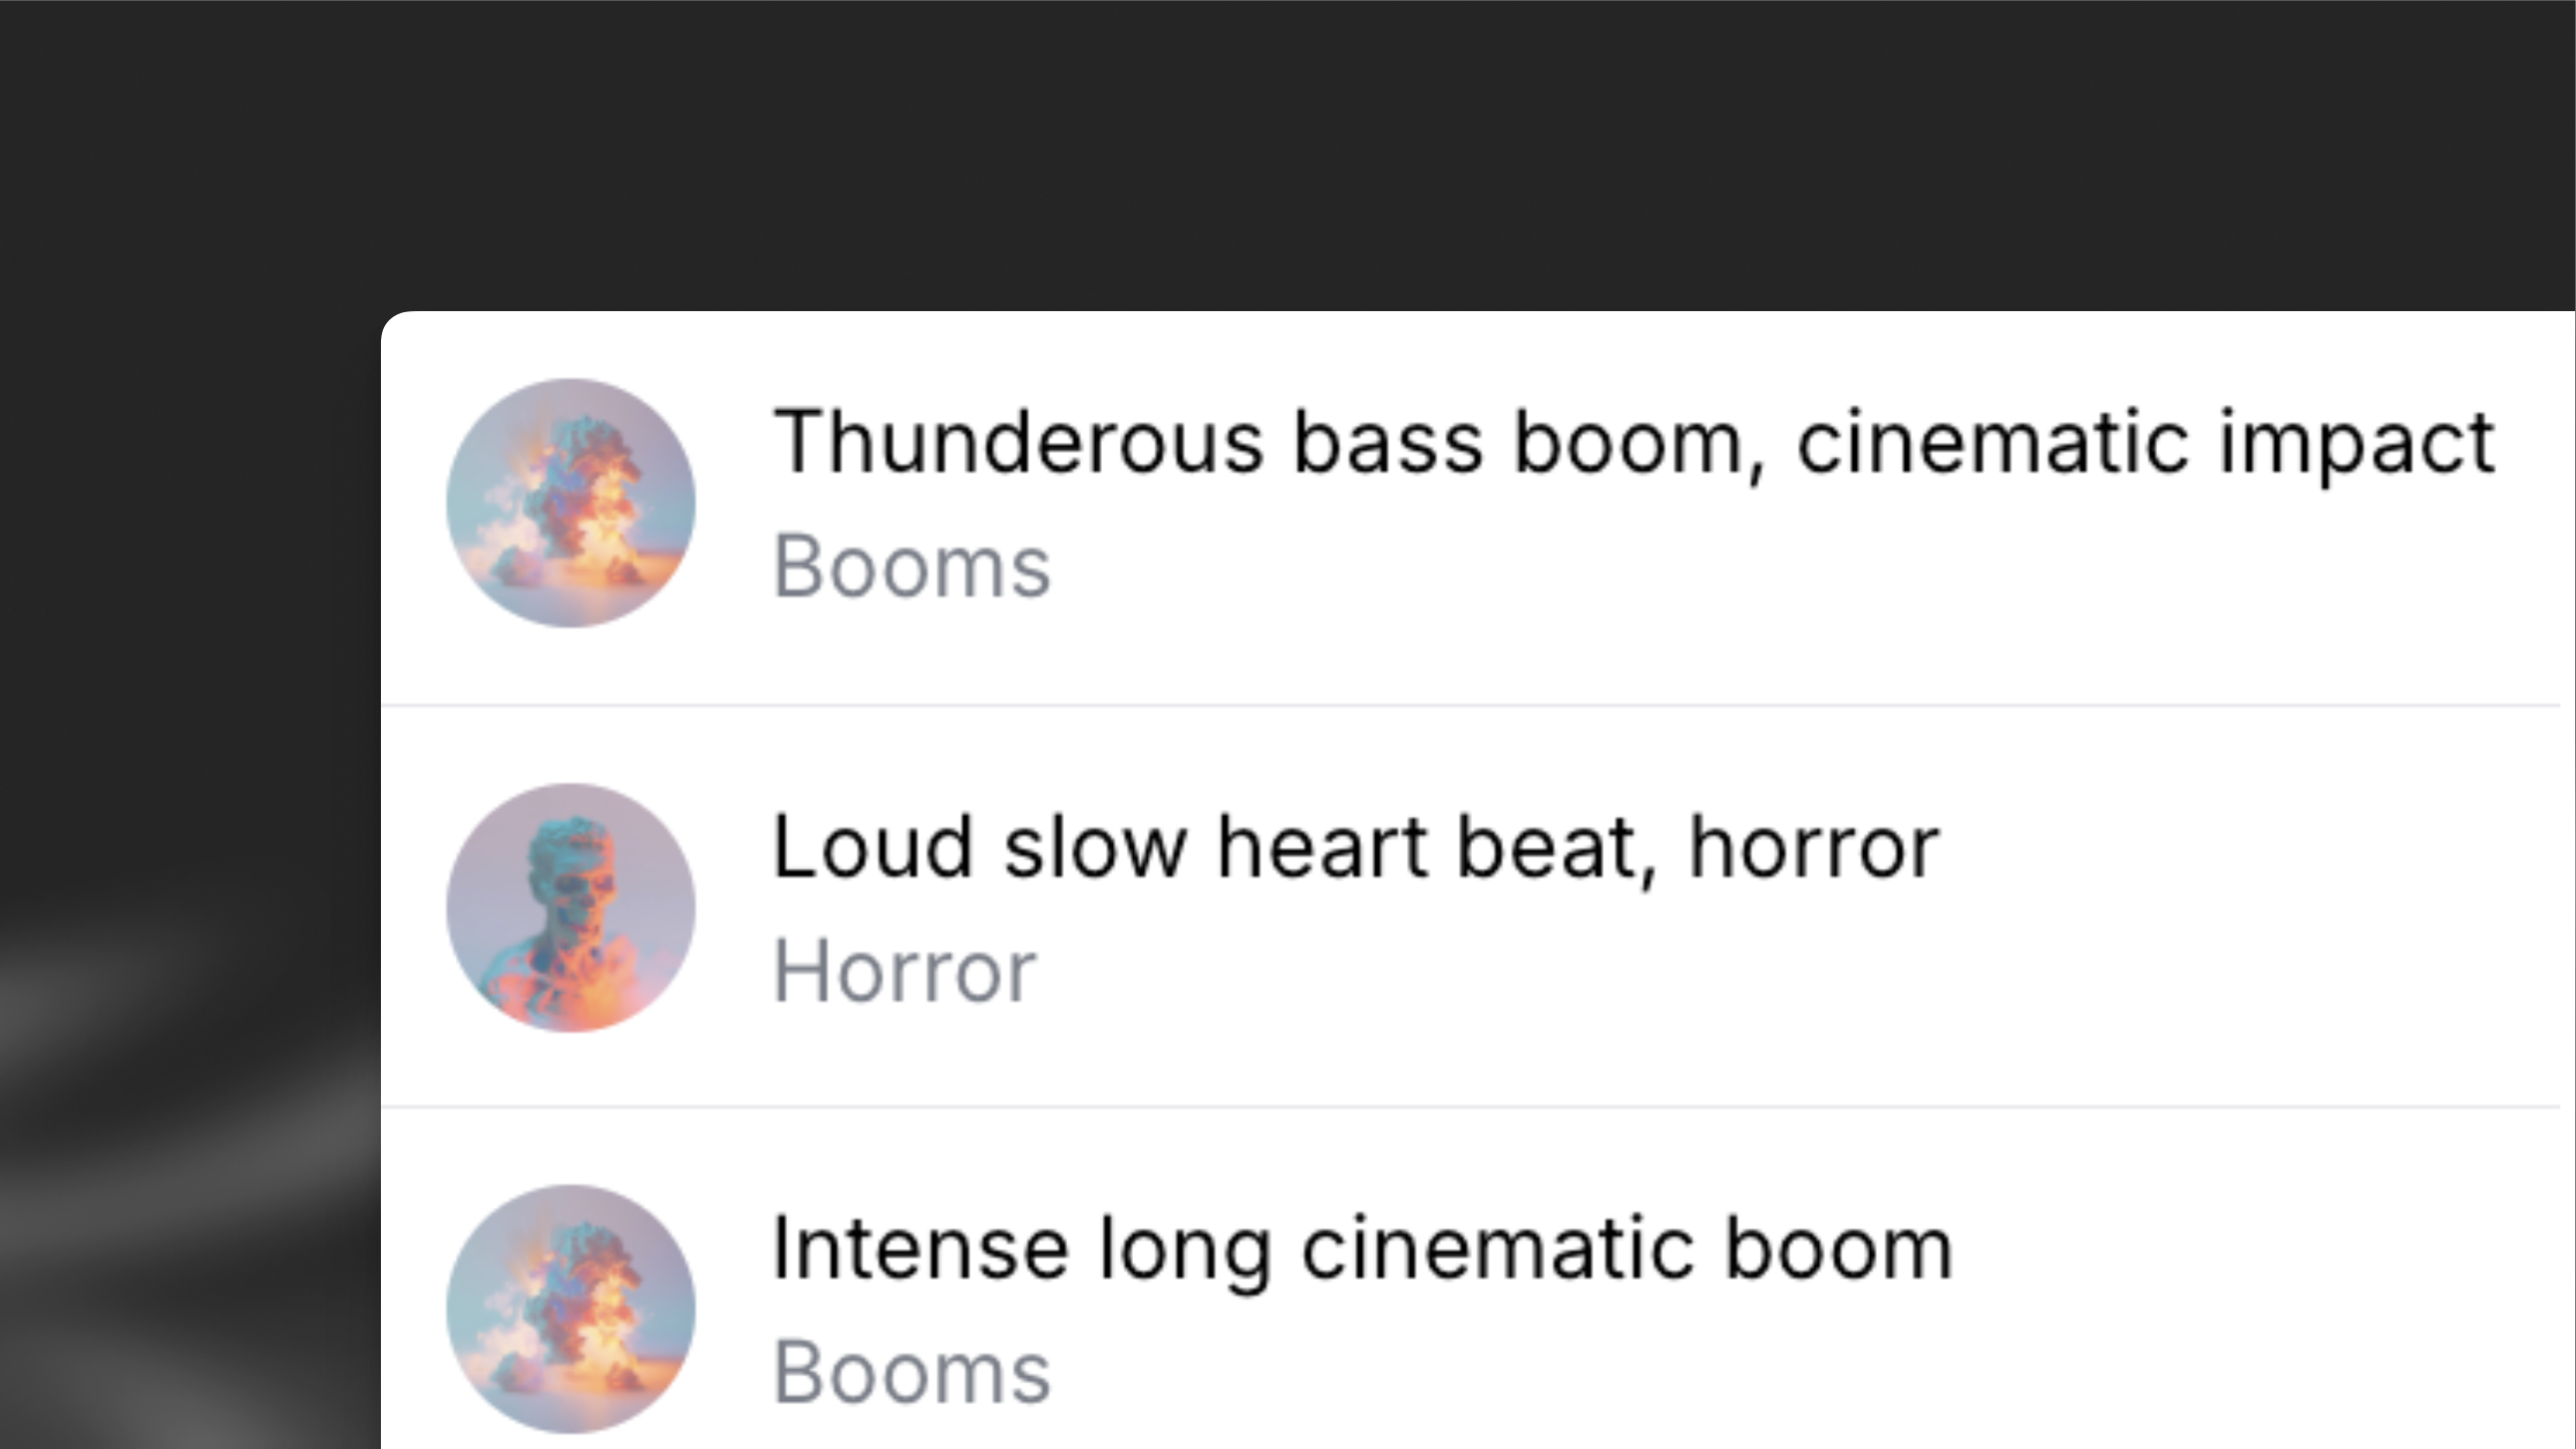 Thunderous bass boom, cinematic impact
Booms
Loud slow heart beat, horror
Horror
Intense long cinematic boom
Booms